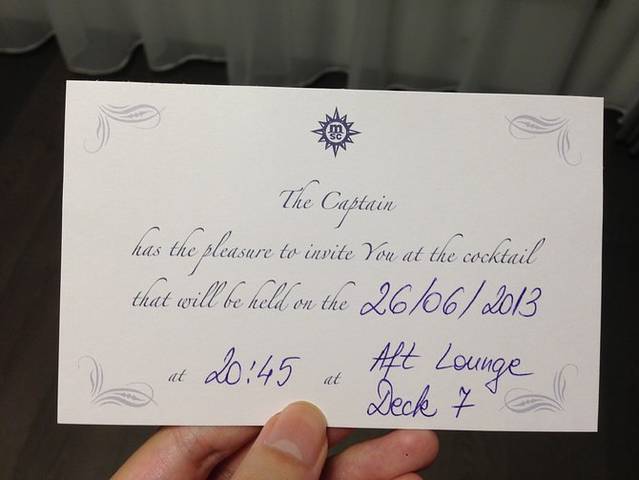 msc
The Captain
has the pleasure to invite You at the cocktail
that will be held on the 26/06/2013
at 20:45 at Aft Lounge
Deck 7